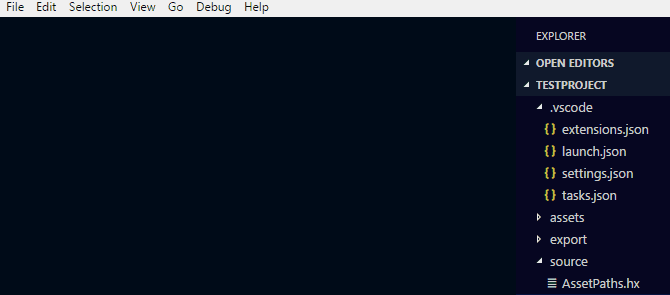 File Edit Selection View Go Debug Help
EXPLORER
OPEN EDITORS
TESTPROJECT
.vscode
{} extensions.json
{} launch.json
{} settings.json
{} tasks.json
assets
export
source
AssetPaths.hx